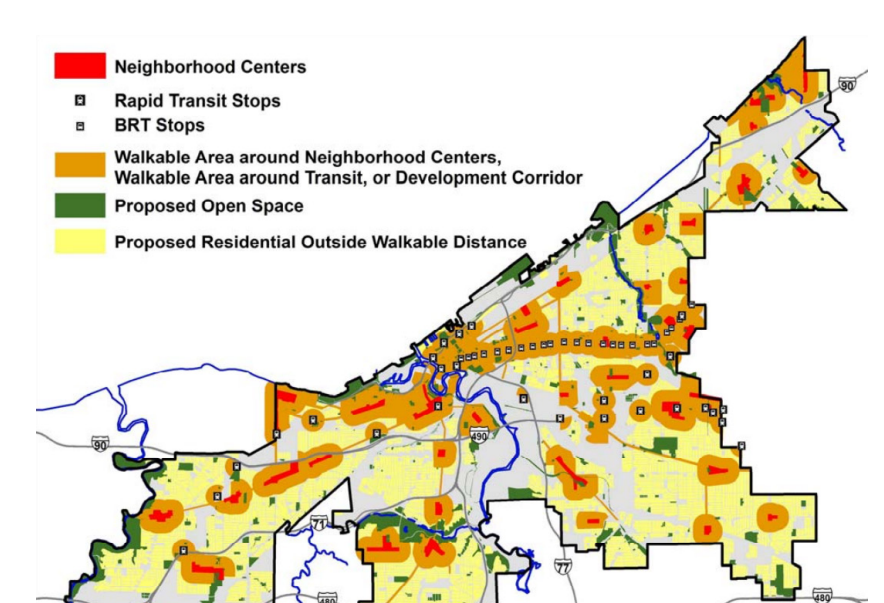 Neighborhood Centers
Rapid Transit Stops
BRT Stops
Walkable Area around Neighborhood Centers,
Walkable Area around Transit, or Development Corridor
Proposed Open Space
Proposed Residential Outside Walkable Distance
90
90
490
71
77
480
480